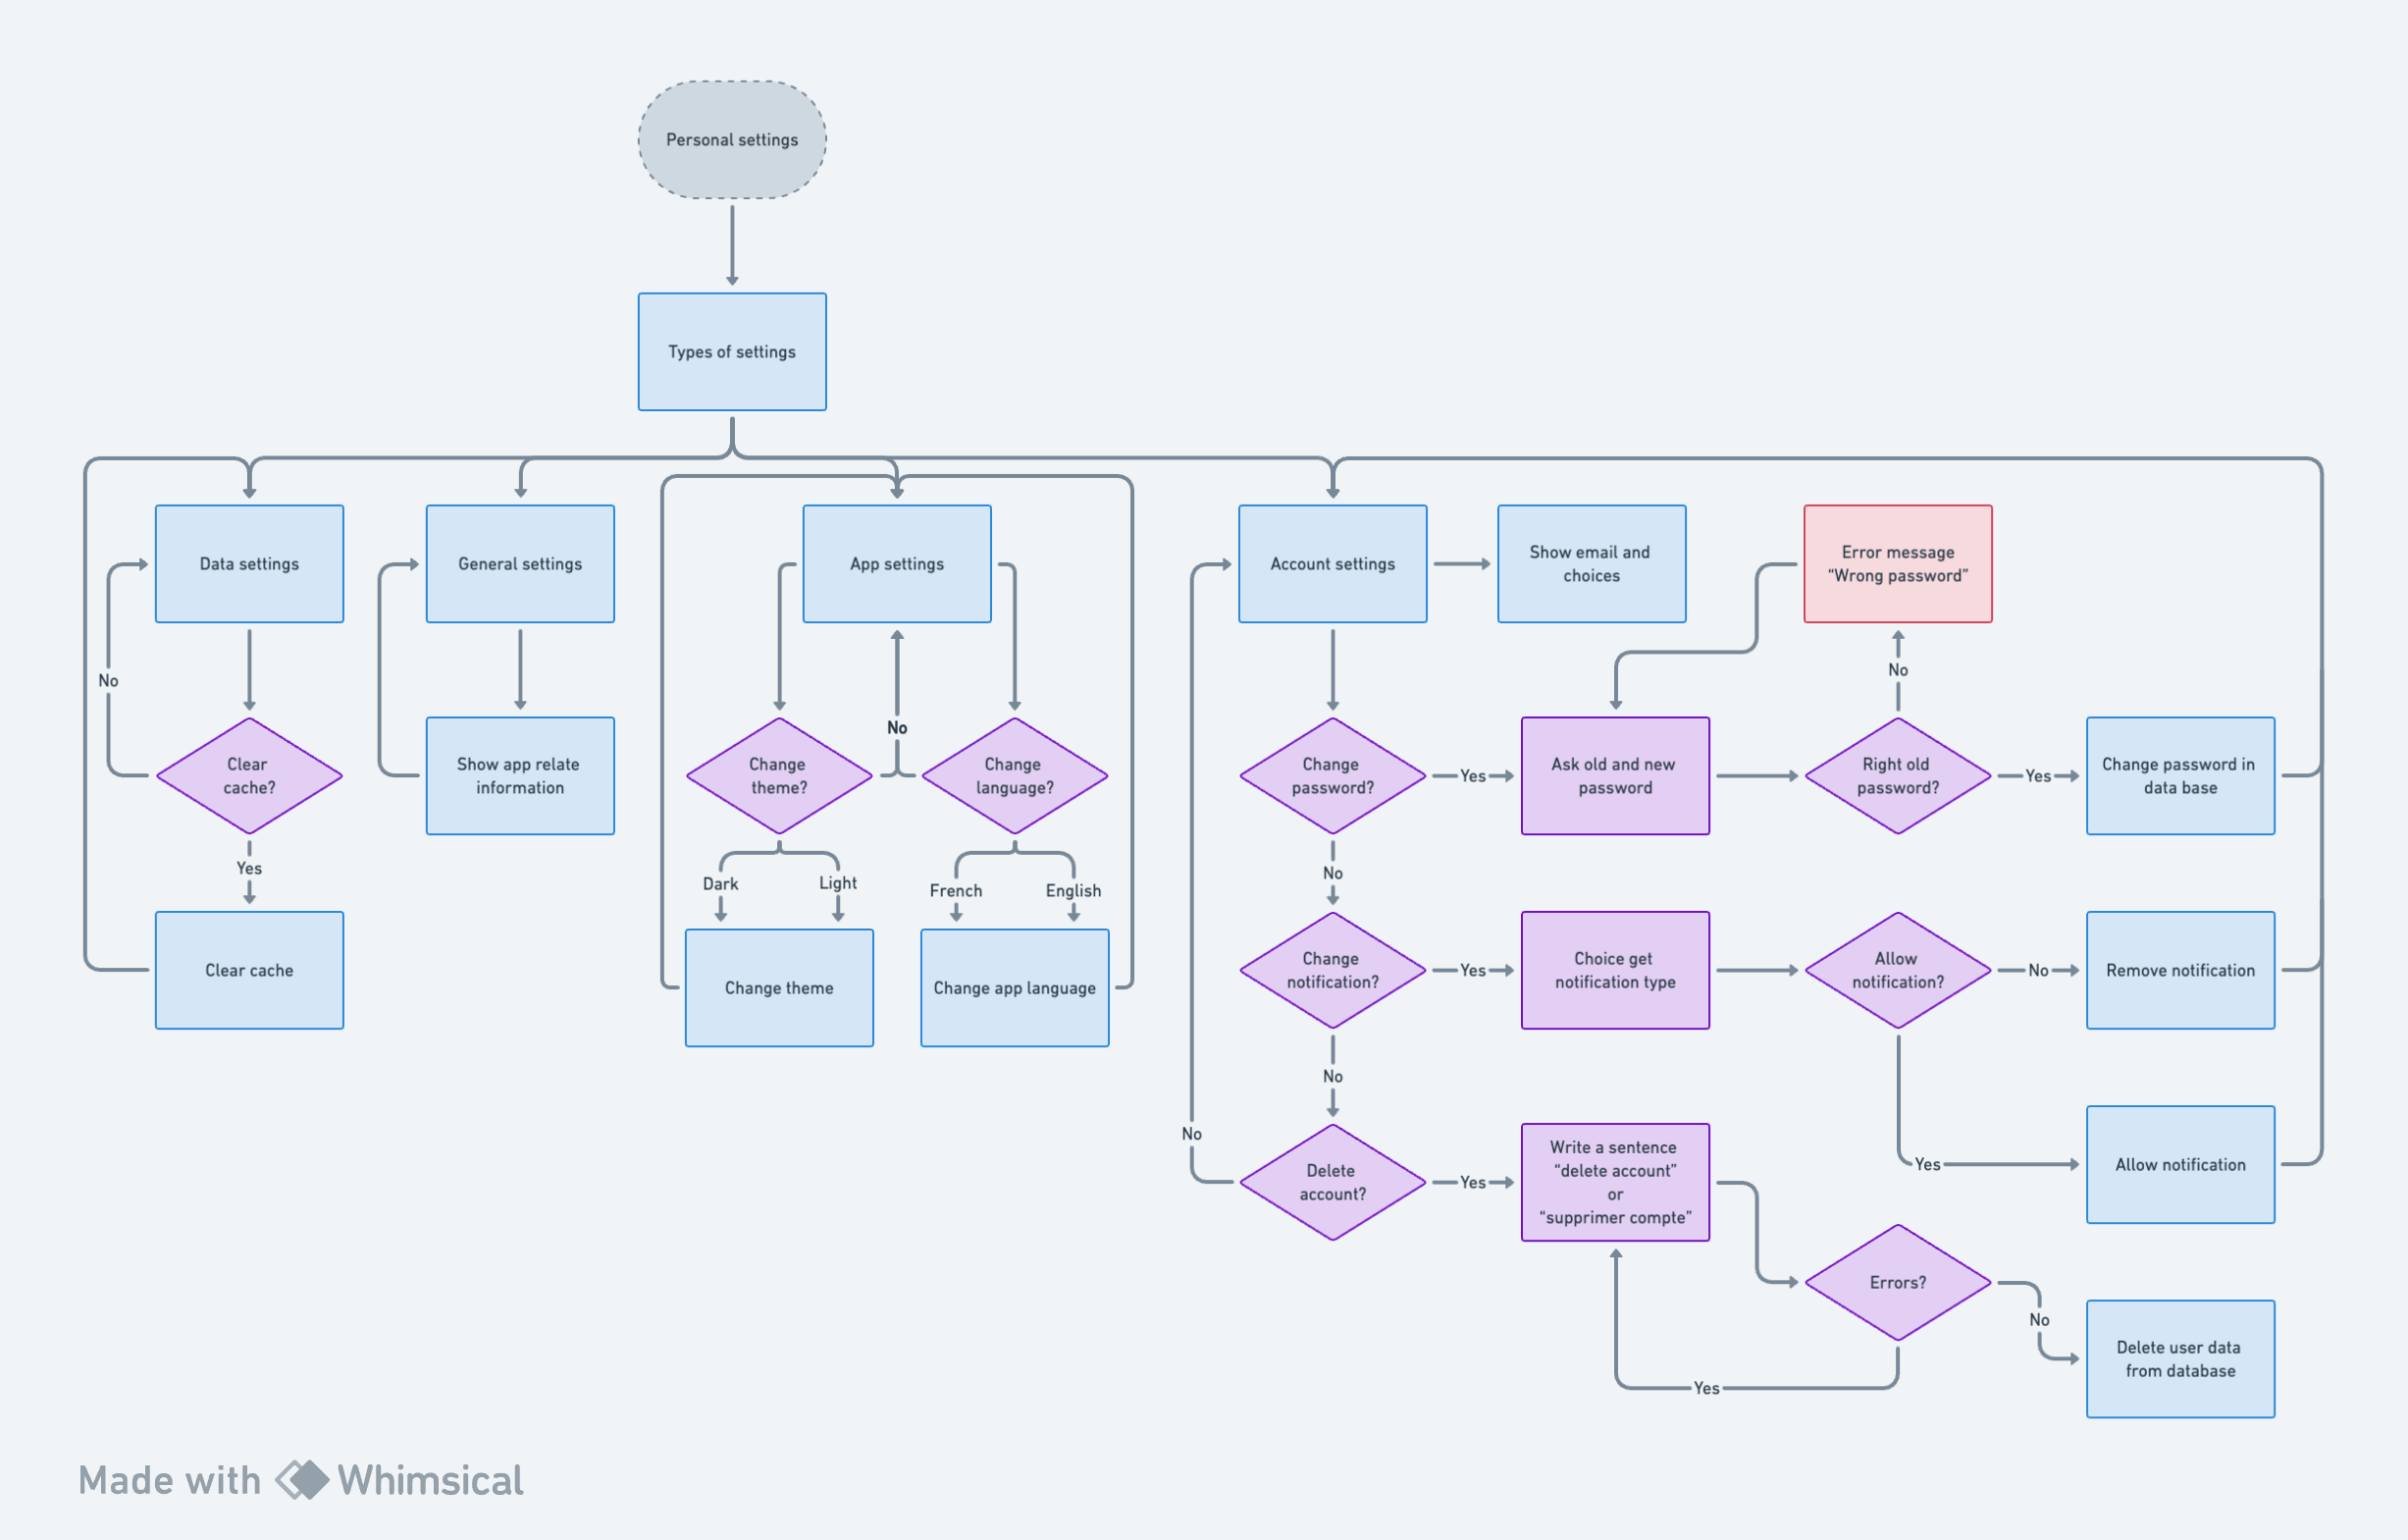 Personal settings
Types of settings
Data settings
General settings
App settings
Account settings
Show email and
choices
Error message
“Wrong password”
No
No
No
Clear
cache?
Show app relate
information
Change
theme?
Change
language?
Change
password?
Yes
Ask old and new
password
Right old
password?
Yes
Change password in
data base
Yes
Dark
Light
French
English
No
Clear cache
Change theme
Change app language
Change
notification?
Yes
Choice get
notification type
Allow
notification?
No
Remove notification
No
No
Yes
Allow notification
Delete
account?
Yes
Write a sentence
“delete account”
or
“supprimer compte”
Errors?
No
Delete user data
from database
Yes
Made with Whimsical